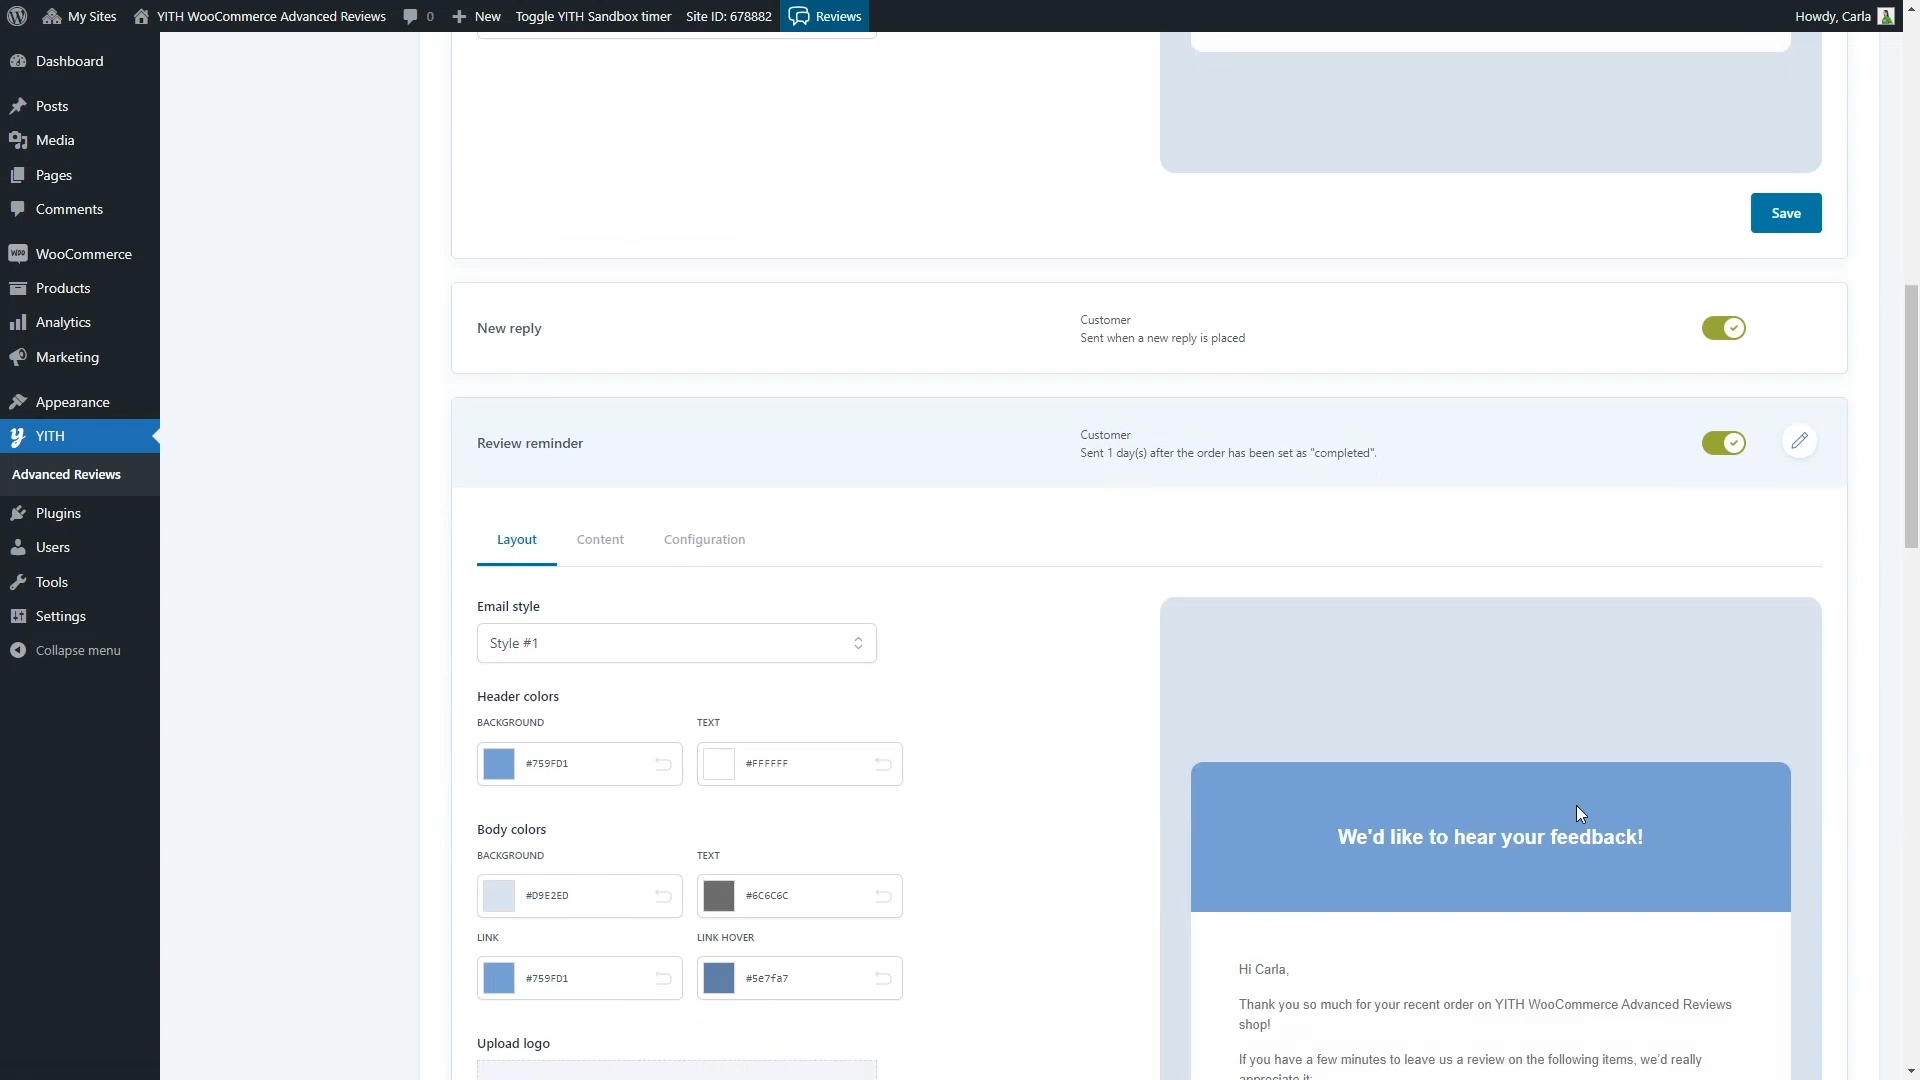 My Sites
YITH WooCommerce Advanced Reviews
0
New
Toggle YITH Sandbox timer
Site ID: 678882
Reviews
Howdy, Carla
Dashboard
Posts
Media
Pages
Comments
WooCommerce
Products
Analytics
Marketing
Appearance
YITH
Advanced Reviews
Plugins
Users
Tools
Settings
Collapse menu
Save
New reply
Customer
Sent when a new reply is placed
Review reminder
Customer
Sent 1 day(s) after the order has been set as "completed".
Layout
Content
Configuration
Email style
Style #1
Header colors
BACKGROUND
TEXT
#759FD1
#FFFFFF
Body colors
BACKGROUND
TEXT
#D9E2ED
#6C6C6C
LINK
LINK HOVER
#759FD1
#5e7fa7
Upload logo
We'd like to hear your feedback!
Hi Carla,
Thank you so much for your recent order on YITH WooCommerce Advanced Reviews
shop!
If you have a few minutes to leave us a review on the following items, we'd really
appreciate it: